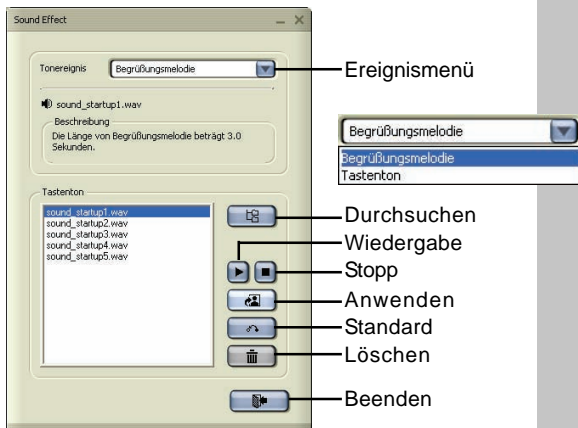 Sound Effect
Tonereignis
Begrüßungsmelodie
Ereignismenü
sound_startup1.wav
Beschreibung
Die Länge von Begrüßungsmelodie beträgt 3.0
Sekunden.
Begrüßungsmelodie
Begrüßungsmelodie
Tastenton
Tastenton
sound_startup1.wav
sound_startup2.wav
sound_startup3.wav
sound_startup4.wav
sound_startup5.wav
Durchsuchen
Wiedergabe
Stopp
Anwenden
Standard
Löschen
Beenden